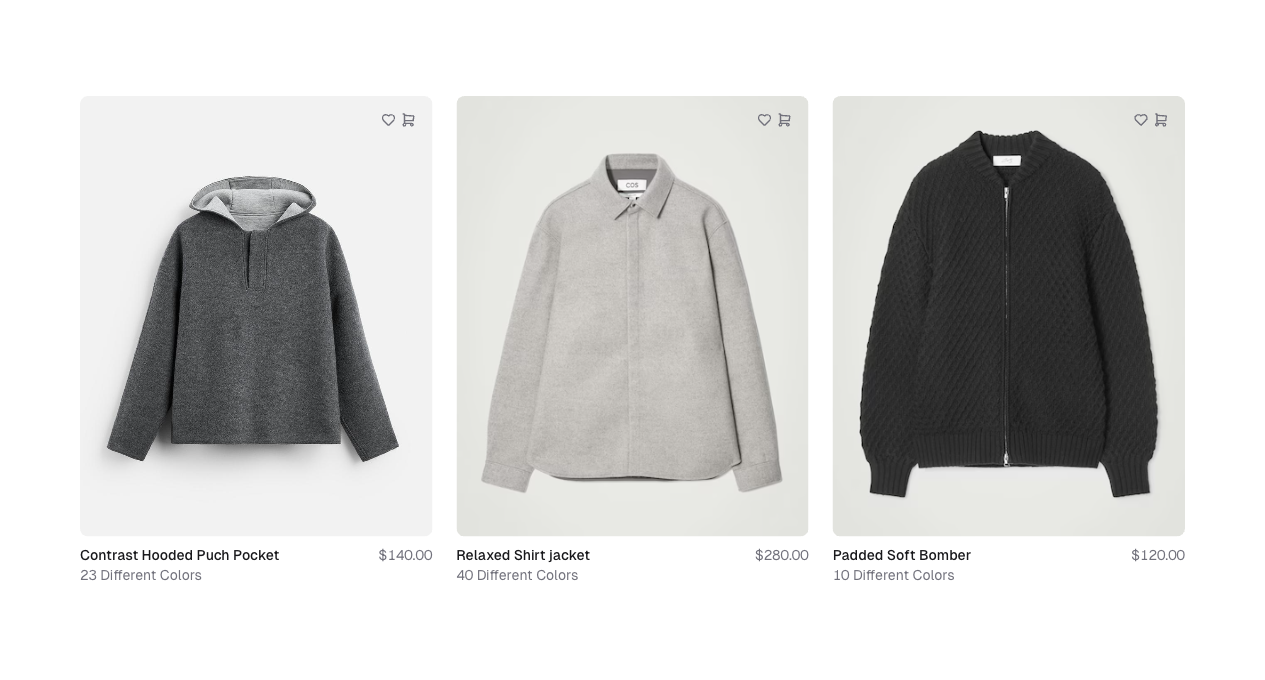 COS
Contrast Hooded Puch Pocket
$140.00
23 Different Colors
Relaxed Shirt jacket
$280.00
40 Different Colors
Padded Soft Bomber
$120.00
10 Different Colors